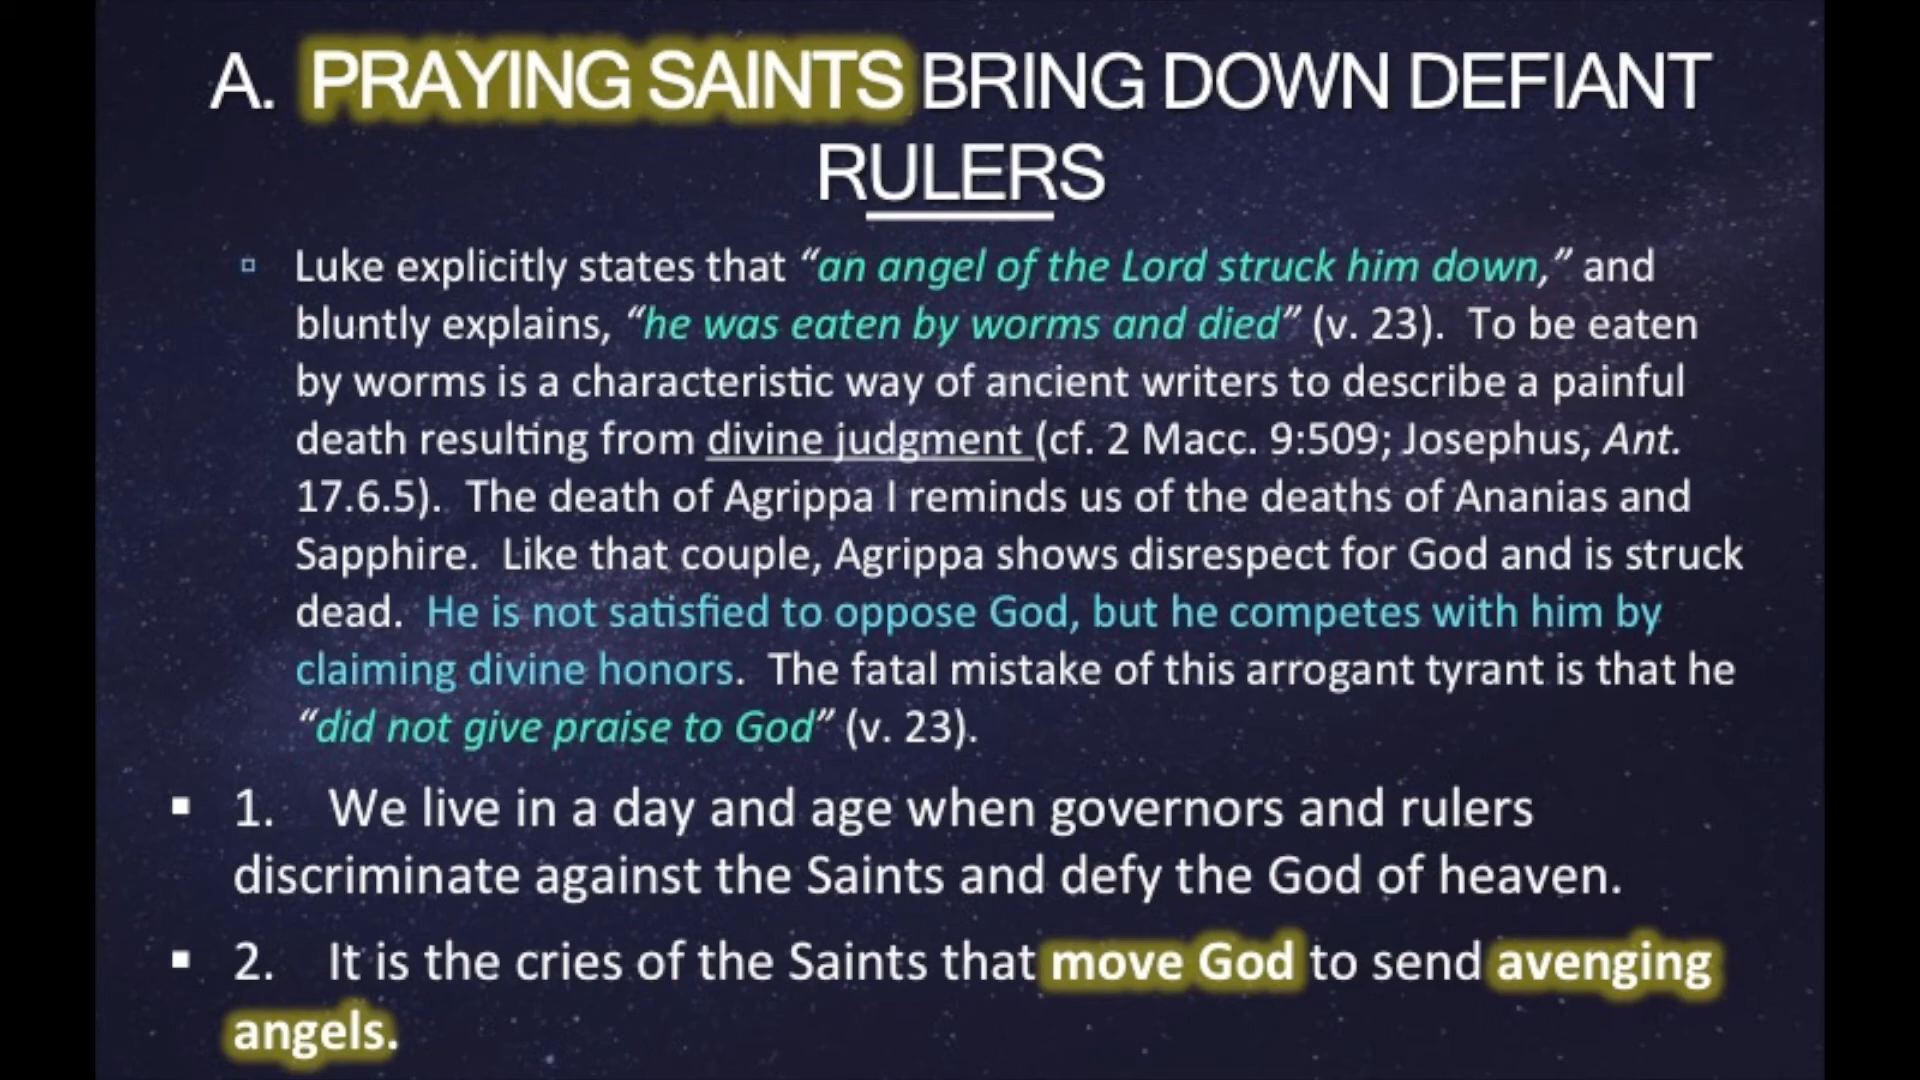 A. PRAYING SAINTS BRING DOWN DEFIANT
RULERS
Luke explicitly states that “an angel of the Lord struck him down,” and
bluntly explains, “he was eaten by worms and died” (v. 23). To be eaten
by worms is a characteristic way of ancient writers to describe a painful
death resulting from divine judgment (cf. 2 Macc. 9:509; Josephus, Ant.
17.6.5). The death of Agrippa I reminds us of the deaths of Ananias and
Sapphire. Like that couple, Agrippa shows disrespect for God and is struck
dead. He is not satisfied to oppose God, but he competes with him by
claiming divine honors. The fatal mistake of this arrogant tyrant is that he
“did not give praise to God” (v. 23).
1. We live in a day and age when governors and rulers
discriminate against the Saints and defy the God of heaven.
2. It is the cries of the Saints that move God to send avenging
angels.